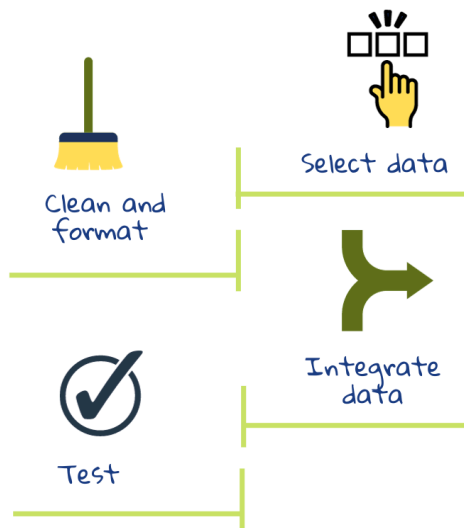 Select data
Clean and
format
Integrate
data
Test